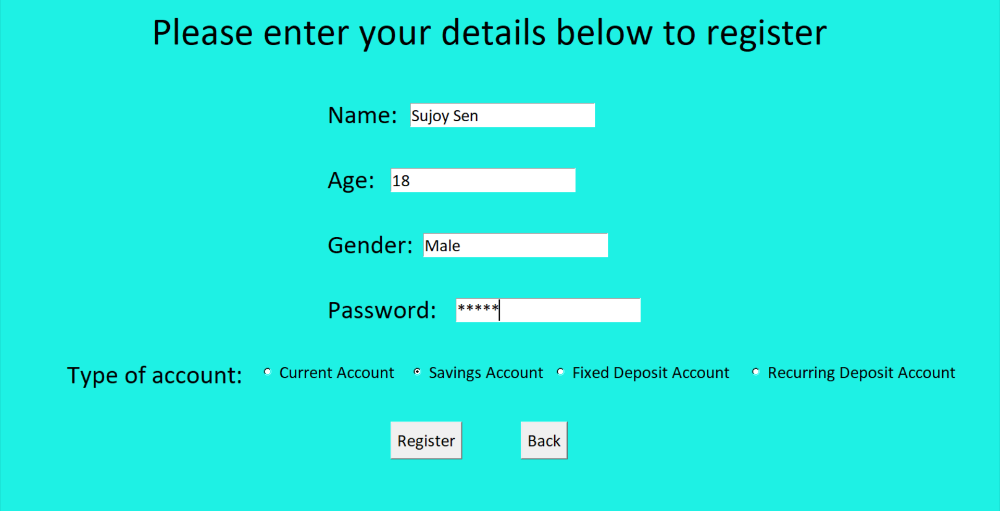 Please enter your details below to register
Name: Sujoy Sen
Age: 18
Gender: Male
Password: *****
Type of account: Current Account Savings Account Fixed Deposit Account Recurring Deposit Account
Register Back